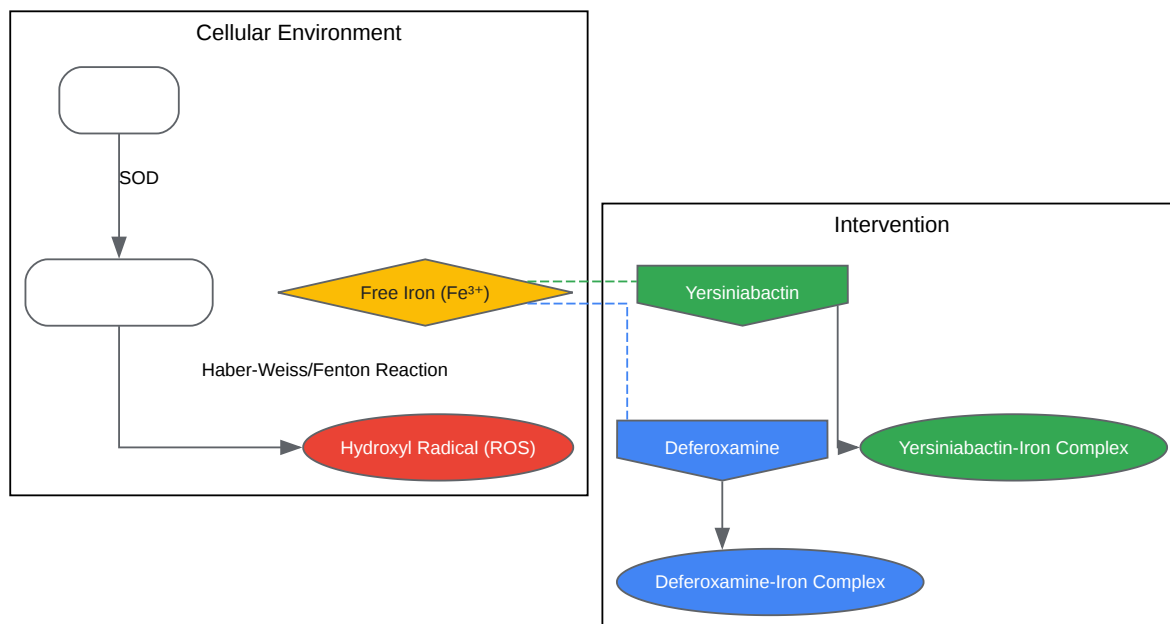 Cellular Environment
SOD
Intervention
Free Iron (Fe³⁺)
Yersiniabactin
Haber-Weiss/Fenton Reaction
Hydroxyl Radical (ROS)
Deferoxamine
Yersiniabactin-Iron Complex
Deferoxamine-Iron Complex